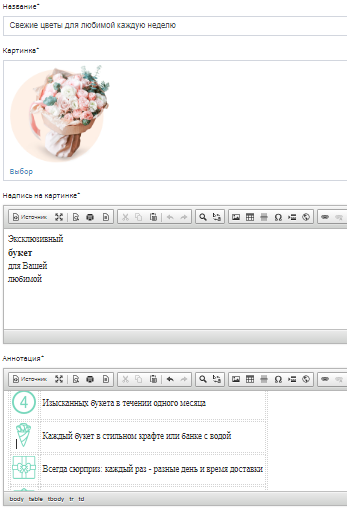 Название*
Свежие цветы для любимой каждую неделю
Картинка*
Выбор
Надпись на картинке*
Источник
Эксклюзивный
букет
для Вашей
любимой
Аннотация*
Источник
4 Изысканных букета в течении одного месяца
Каждый букет в стильном крафте или банке с водой
Всегда сюрприз: каждый раз - разные день и время доставки
body table tbody tr td